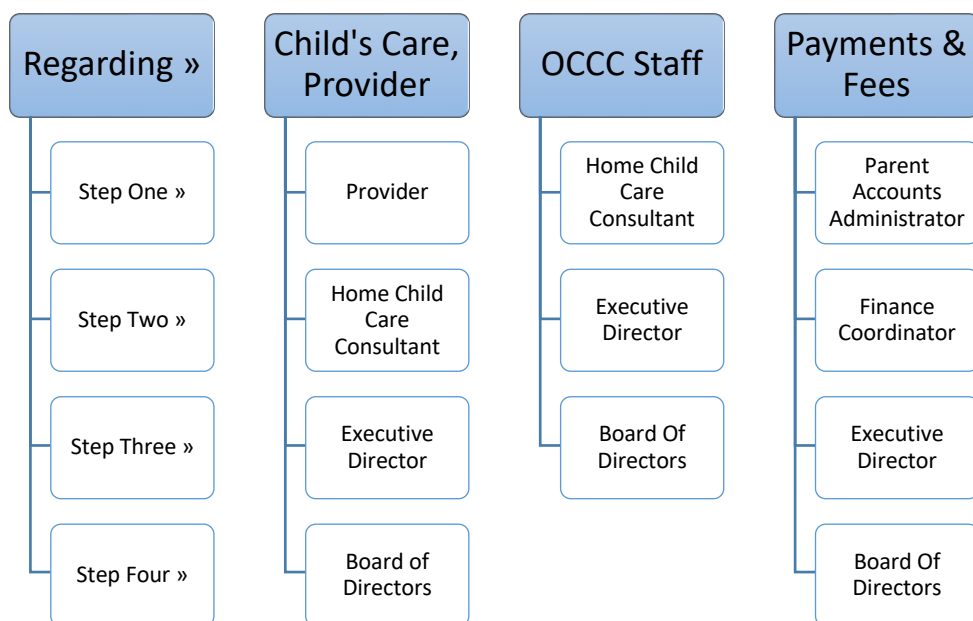 Regarding »
Step One »
Step Two »
Step Three »
Step Four »
Child's Care,
Provider
Provider
Home Child
Care
Consultant
Executive
Director
Board of
Directors
OCCC Staff
Home Child
Care
Consultant
Executive
Director
Board Of
Directors
Payments &
Fees
Parent
Accounts
Administrator
Finance
Coordinator
Executive
Director
Board Of
Directors